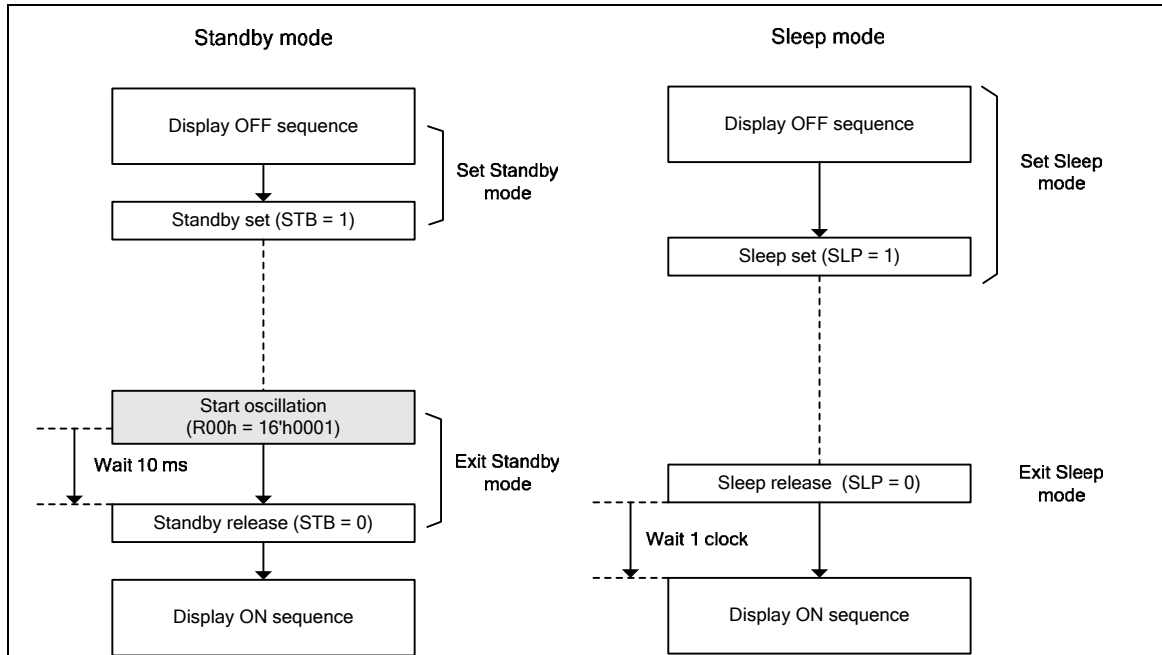 Standby mode
Display OFF sequence
Set Standby
mode
Standby set (STB = 1)
Start oscillation
(R00h = 16'h0001)
Wait 10 ms
Exit Standby
mode
Standby release (STB = 0)
Display ON sequence
Sleep mode
Display OFF sequence
Set Sleep
mode
Sleep set (SLP = 1)
Sleep release (SLP = 0)
Exit Sleep
mode
Wait 1 clock
Display ON sequence